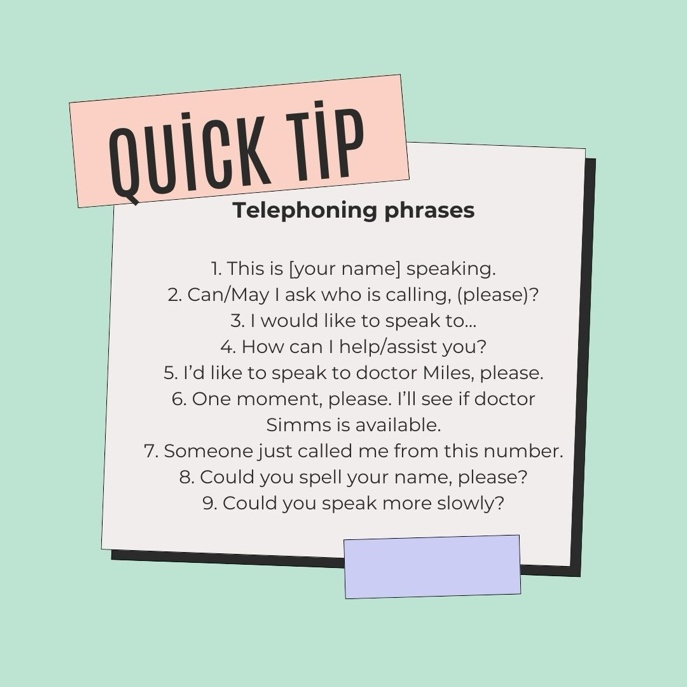 QUİCK TİP
Telephoning phrases
1. This is [your name] speaking.
2. Can/May I ask who is calling, (please)?
3. I would like to speak to...
4. How can I help/assist you?
5. I'd like to speak to doctor Miles, please.
6. One moment, please. I'll see if doctor
Simms is available.
7. Someone just called me from this number.
8. Could you spell your name, please?
9. Could you speak more slowly?